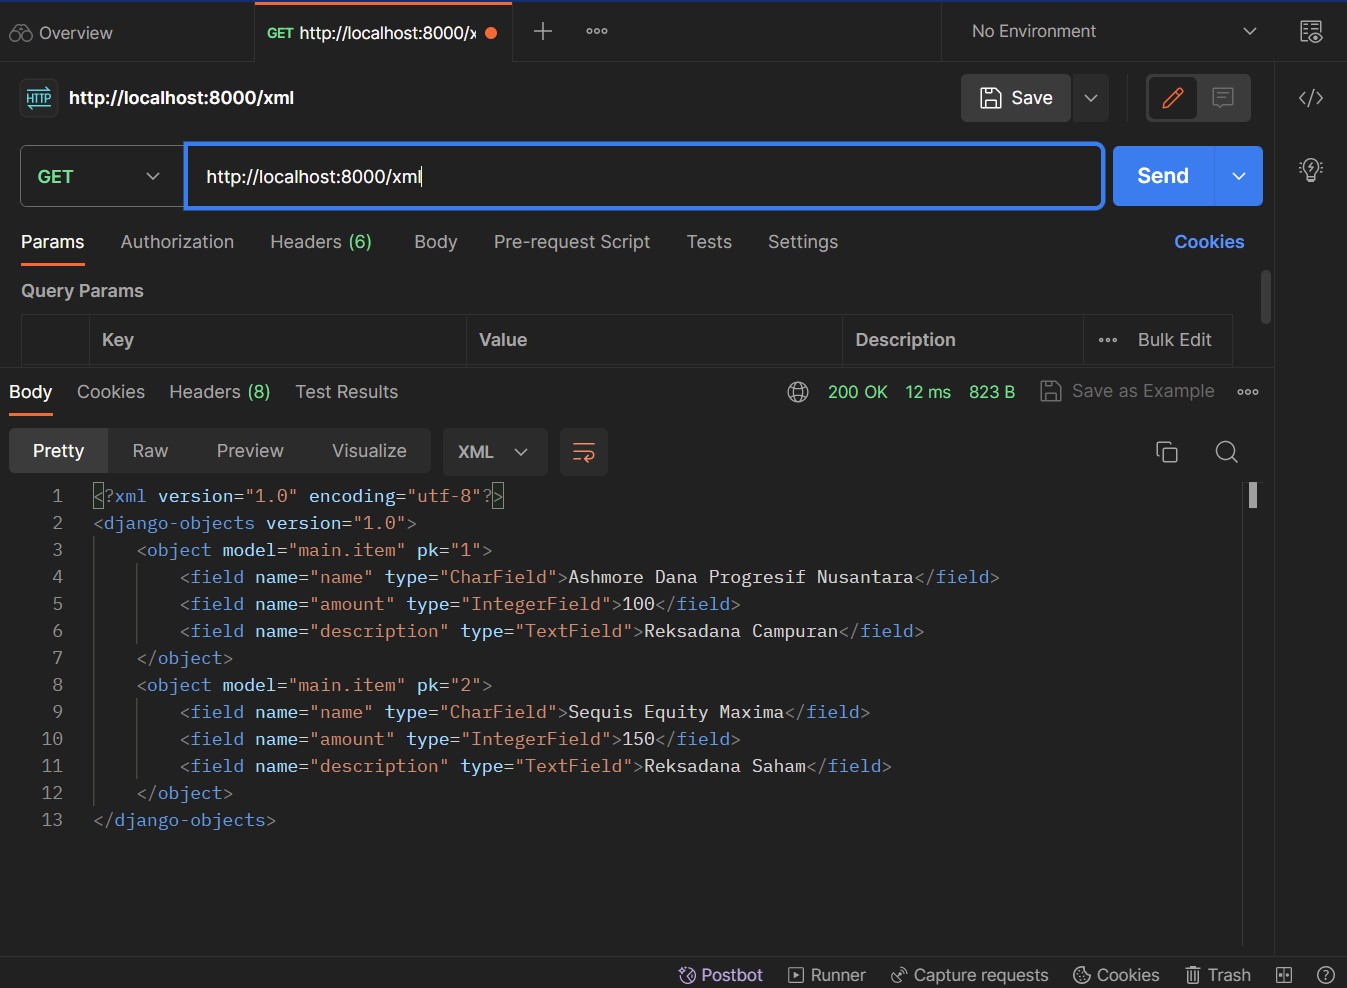 Overview
GET http://localhost:8000/x
No Environment
HTTP http://localhost:8000/xml
Save
GET http://localhost:8000/xml Send
Params Authorization Headers (6) Body Pre-request Script Tests Settings Cookies
Query Params
Key Value Description Bulk Edit
Body Cookies Headers (8) Test Results 200 OK 12 ms 823 B Save as Example
Pretty Raw Preview Visualize XML
1 <?xml version="1.0" encoding="utf-8"?>
2 <django-objects version="1.0">
3 <object model="main.item" pk="1">
4 <field name="name" type="CharField">Ashmore Dana Progresif Nusantara</field>
5 <field name="amount" type="IntegerField">100</field>
6 <field name="description" type="TextField">Reksadana Campuran</field>
7 </object>
8 <object model="main.item" pk="2">
9 <field name="name" type="CharField">Sequis Equity Maxima</field>
10 <field name="amount" type="IntegerField">150</field>
11 <field name="description" type="TextField">Reksadana Saham</field>
12 </object>
13 </django-objects>
Postbot Runner Capture requests Cookies Trash